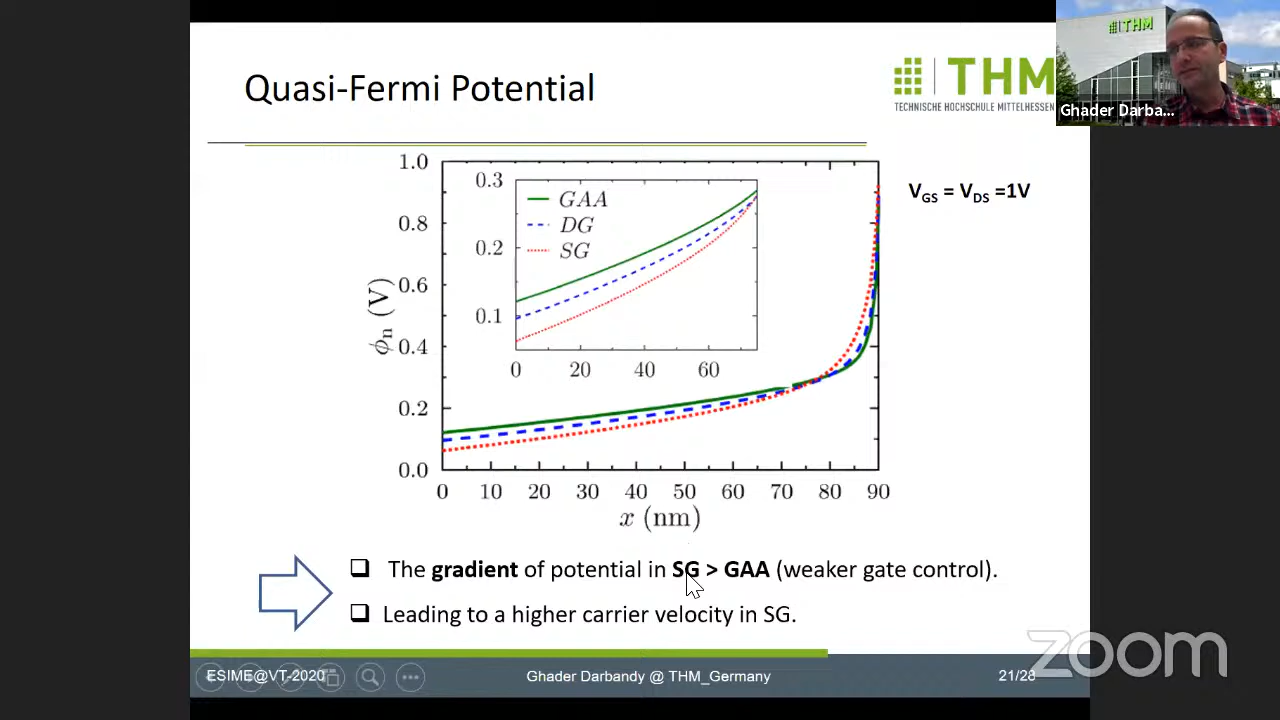 Quasi-Fermi Potential
THM
TECHNISCHE HOCHSCHULE MITTELHESSEN
THM
Ghader Darba...
V_GS = V_DS =1V
1.0
0.8
0.6
0.4
0.2
0.0
ϕn (V)
0.3
0.2
0.1
GAA
DG
SG
0 20 40 60
0 10 20 30 40 50 60 70 80 90
x (nm)
❑ The gradient of potential in SG > GAA (weaker gate control).
❑ Leading to a higher carrier velocity in SG.
zoom
ESIME@VT-2020
Ghader Darbandy @ THM_Germany
21/28